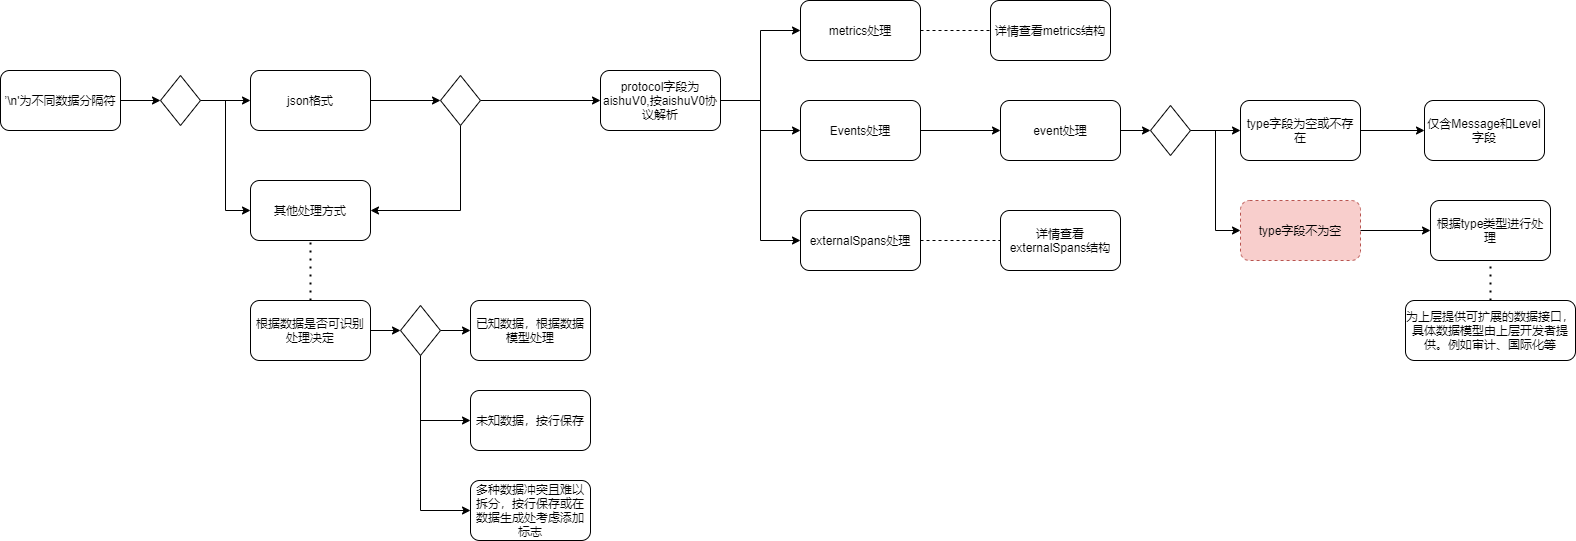 '\n'为不同数据分隔符
json格式
其他处理方式
根据数据是否可识别
处理决定
已知数据，根据数据
模型处理
未知数据，按行保存
多种数据冲突且难以
拆分，按行保存或在
数据生成处考虑添加
标志
protocol字段为
aishuV0,按aishuV0协
议解析
metrics处理
详情查看metrics结构
Events处理
event处理
type字段为空或不存
在
仅含Message和Level
字段
type字段不为空
根据type类型进行处
理
为上层提供可扩展的数据接口，
具体数据模型由上层开发者提
供。例如审计、国际化等
externalSpans处理
详情查看
externalSpans结构